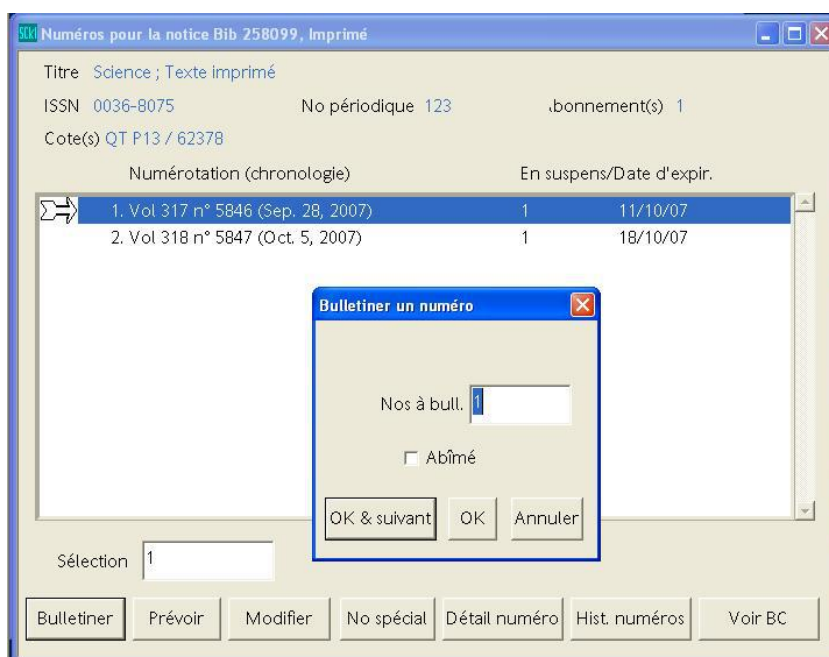 Numéros pour la notice Bib 258099, Imprimé
Titre Science ; Texte imprimé
ISSN 0036-8075 No périodique 123 bonnement(s) 1
Cote(s) QT P13 / 62378
Numérotation (chronologie) En suspens/Date d'expir.
1. Vol 317 n° 5846 (Sep. 28, 2007) 1 11/10/07
2. Vol 318 n° 5847 (Oct. 5, 2007) 1 18/10/07
Bulletiner un numéro
Nos à bull. 1
Abîmé
OK & suivant OK Annuler
Sélection 1
Bulletiner Prévoir Modifier No spécial Détail numéro Hist. numéros Voir BC